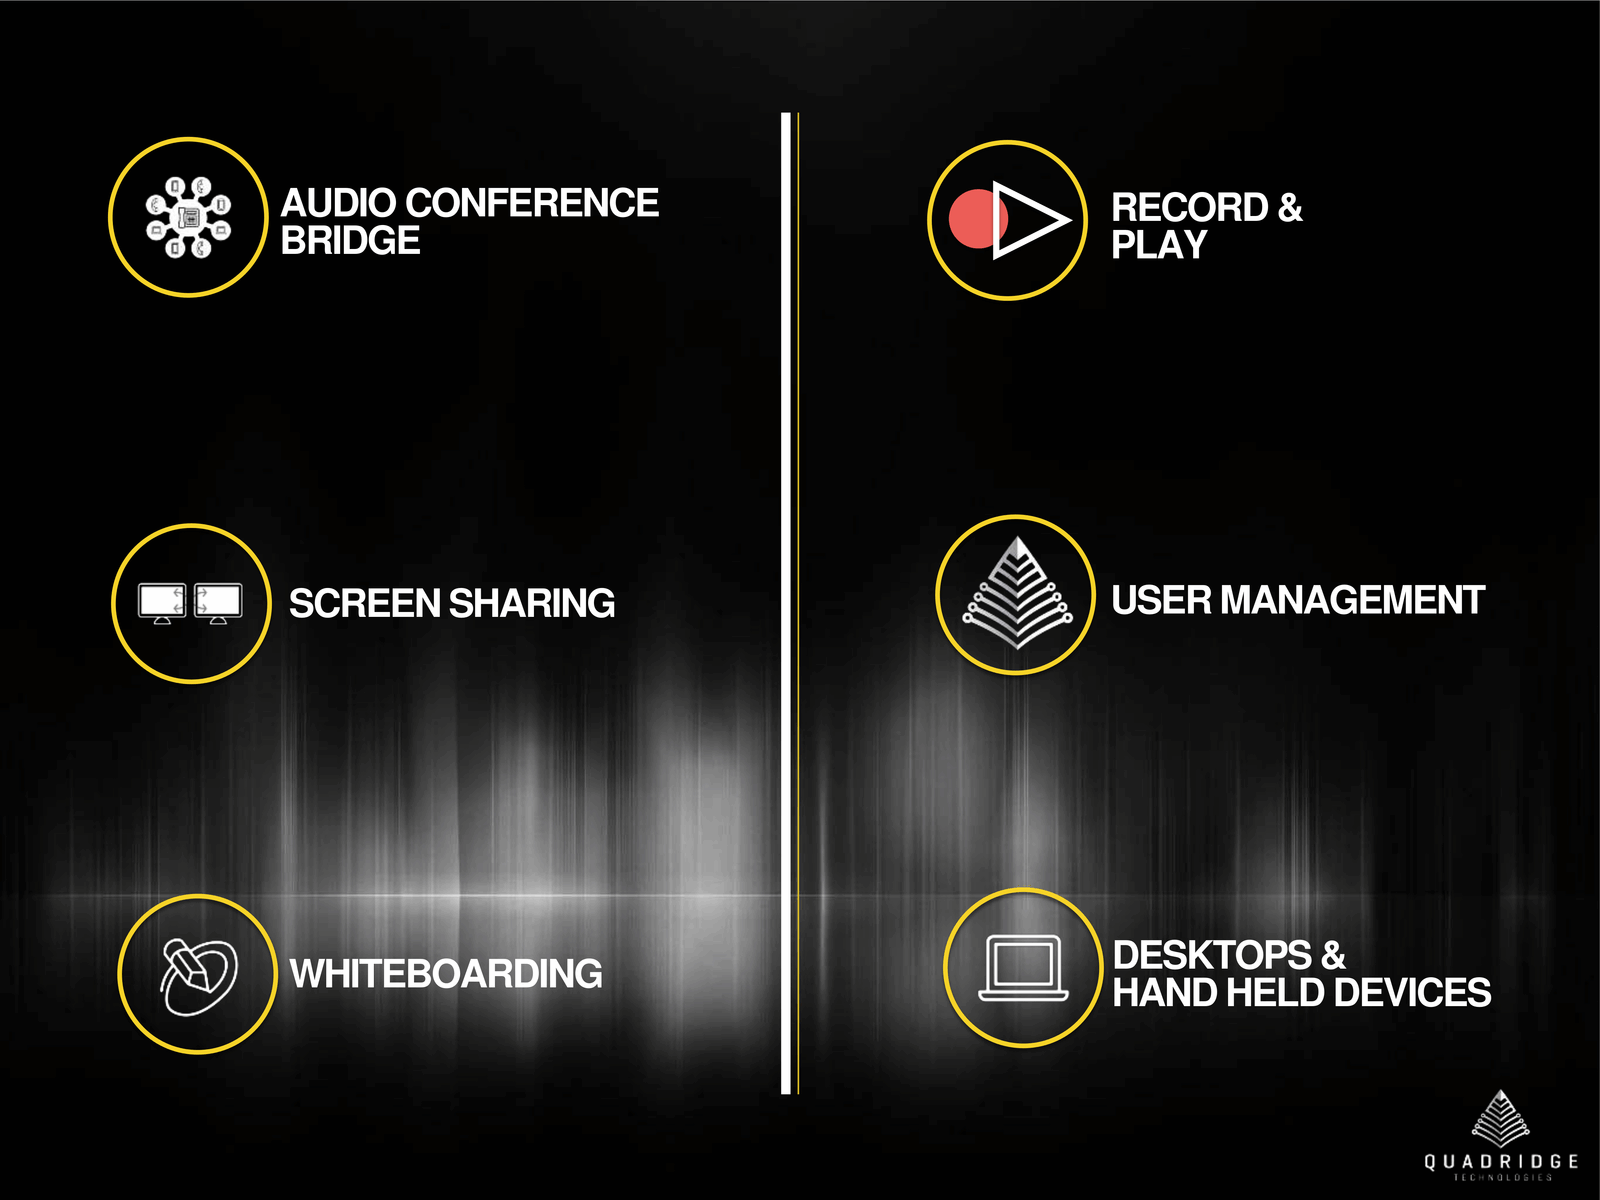 AUDIO CONFERENCE
BRIDGE
SCREEN SHARING
WHITEBOARDING
RECORD &
PLAY
USER MANAGEMENT
DESKTOPS &
HAND HELD DEVICES
QUADRIDGE
TECHNOLOGIES